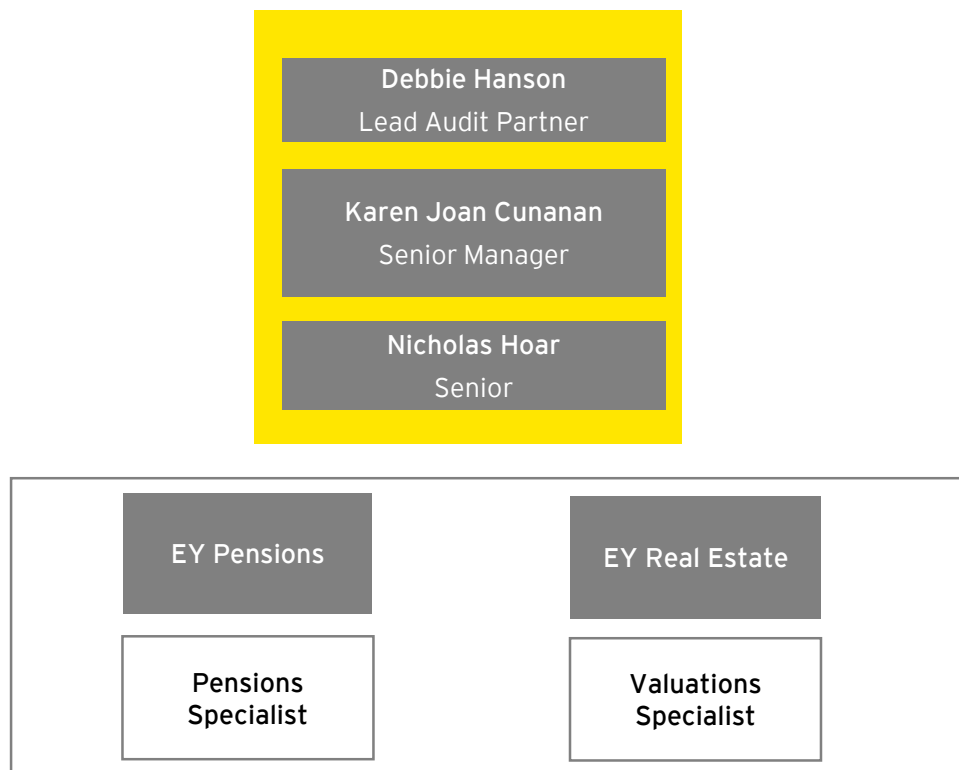 Debbie Hanson
Lead Audit Partner
Karen Joan Cunanan
Senior Manager
Nicholas Hoar
Senior
EY Pensions
EY Real Estate
Pensions
Specialist
Valuations
Specialist